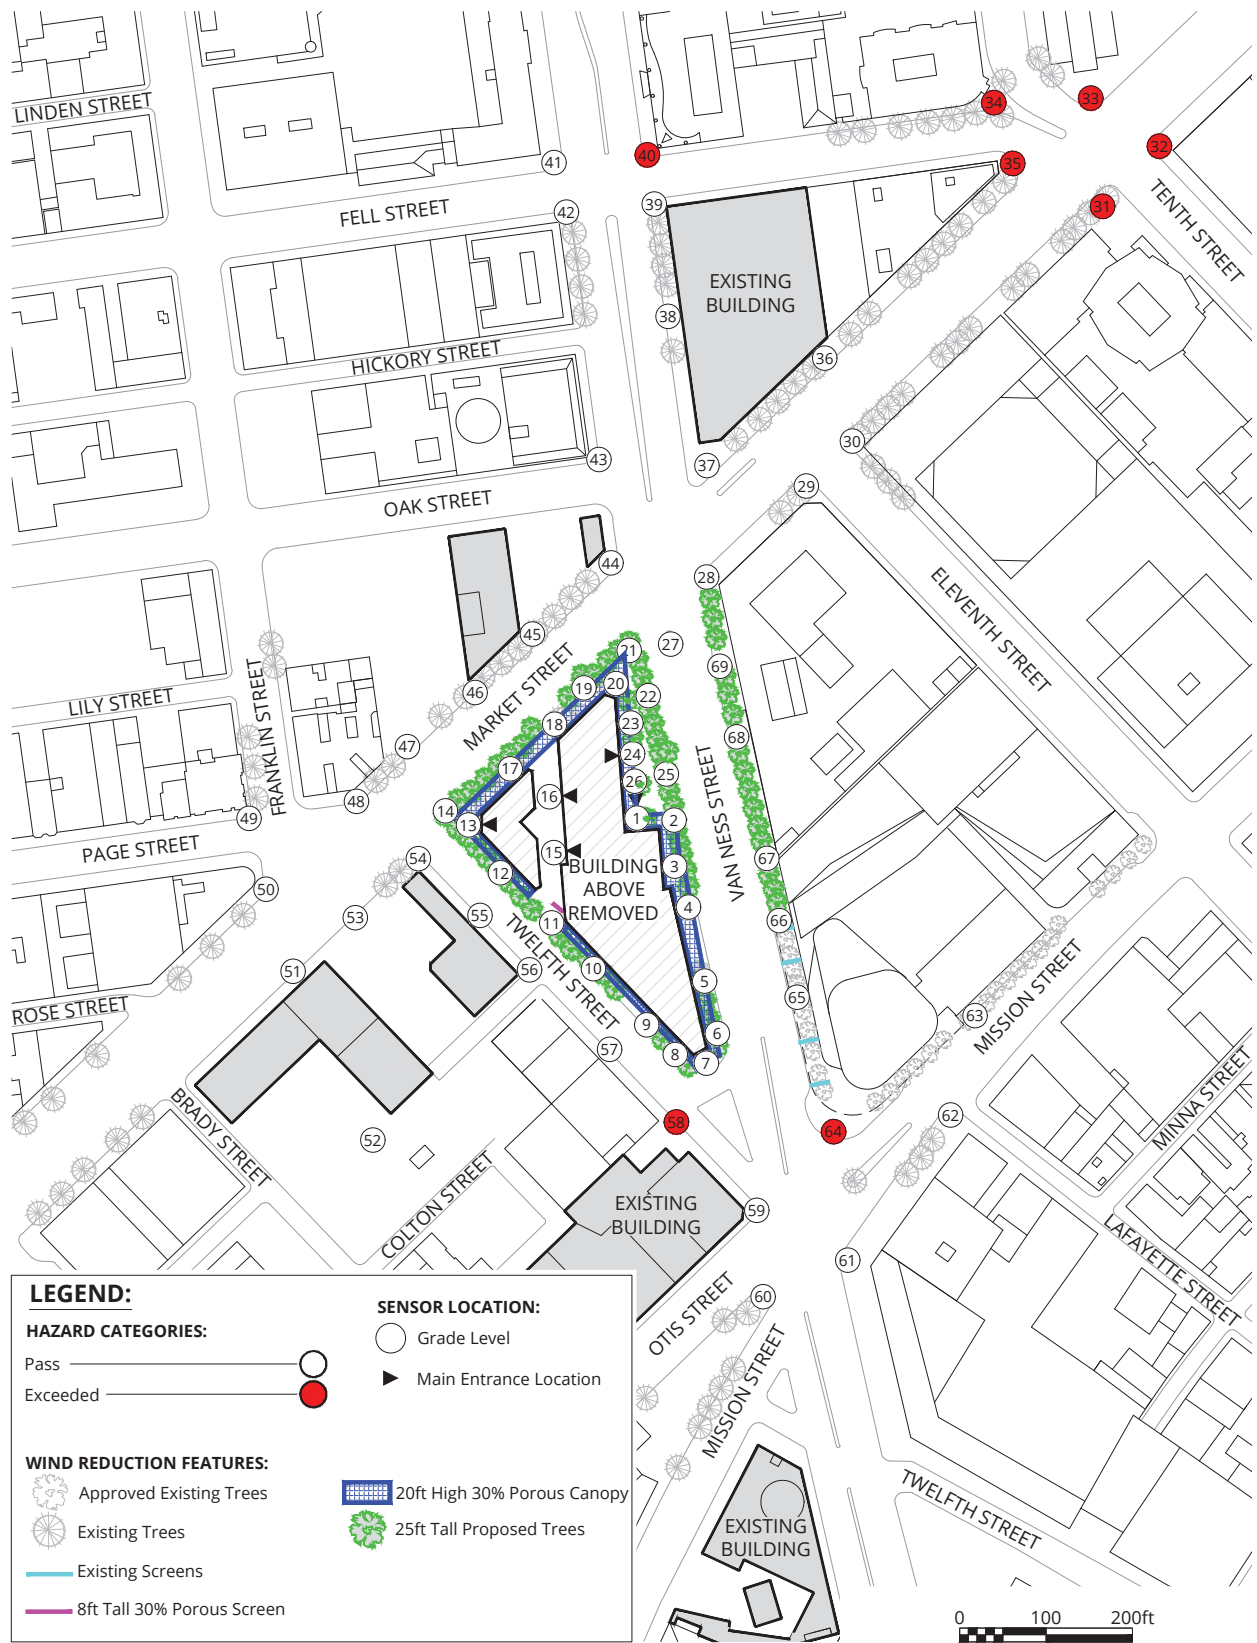 LINDEN STREET
34
33
32
40
41
35
TENTH STREET
39
42
31
FELL STREET
EXISTING
BUILDING
38
HICKORY STREET
36
30
43
37
29
OAK STREET
44
28
ELEVENTH STREET
45
27
21
69
20
22
19
46
LILY STREET
FRANKLIN STREET
MARKET STREET
18
23
68
47
24
17
25
26
VAN NESS STREET
16
48
14
13
1
2
49
PAGE STREET
15
BUILDING
ABOVE
REMOVED
3
67
54
12
50
4
66
53
55
11
TWELFTH STREET
10
56
51
5
65
63
MISSION STREET
ROSE STREET
9
6
57
8
7
BRADY STREET
58
64
62
MINNA STREET
52
COLTON STREET
EXISTING
BUILDING
59
LAFAYETTE STREET
61
OTIS STREET
60
MISSION STREET
LEGEND:
HAZARD CATEGORIES:
Pass
Exceeded
SENSOR LOCATION:
Grade Level
Main Entrance Location
WIND REDUCTION FEATURES:
Approved Existing Trees
Existing Trees
Existing Screens
8ft Tall 30% Porous Screen
20ft High 30% Porous Canopy
25ft Tall Proposed Trees
TWELFTH STREET
EXISTING
BUILDING
0 100 200ft